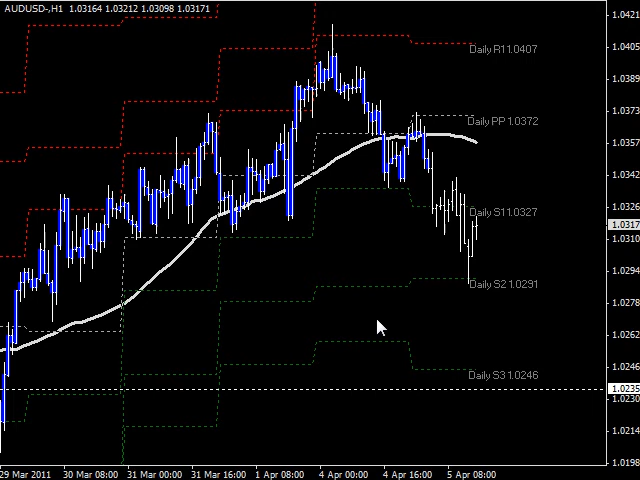 AUDUSD-,H1 1.03164 1.03212 1.03098 1.03171
1.0421
1.0405
Daily R1 1.0407
1.0389
1.0373
Daily PP 1.0372
1.0357
1.0342
1.0326
Daily S1 1.0327
1.0317
1.0310
1.0294
Daily S2 1.0291
1.0278
1.0262
1.0246
Daily S3 1.0246
1.0235
1.0230
1.0214
1.0198
29 Mar 2011 30 Mar 08:00 31 Mar 00:00 31 Mar 16:00 1 Apr 08:00 4 Apr 00:00 4 Apr 16:00 5 Apr 08:00